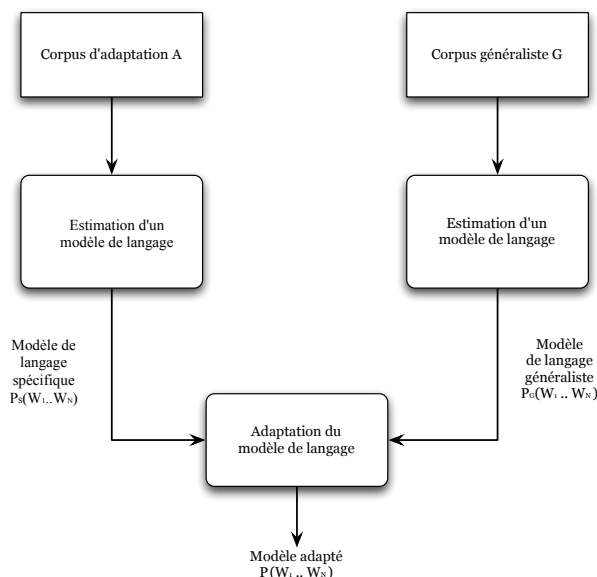 Corpus d'adaptation A
Corpus généraliste G
Estimation d'un
modèle de langage
Estimation d'un
modèle de langage
Modèle de
langage
spécifique
Ps(W1..WN)
Modèle
de langage
généraliste
PG(W1 .. WN)
Adaptation du
modèle de langage
Modèle adapté
P(W1 .. WN)